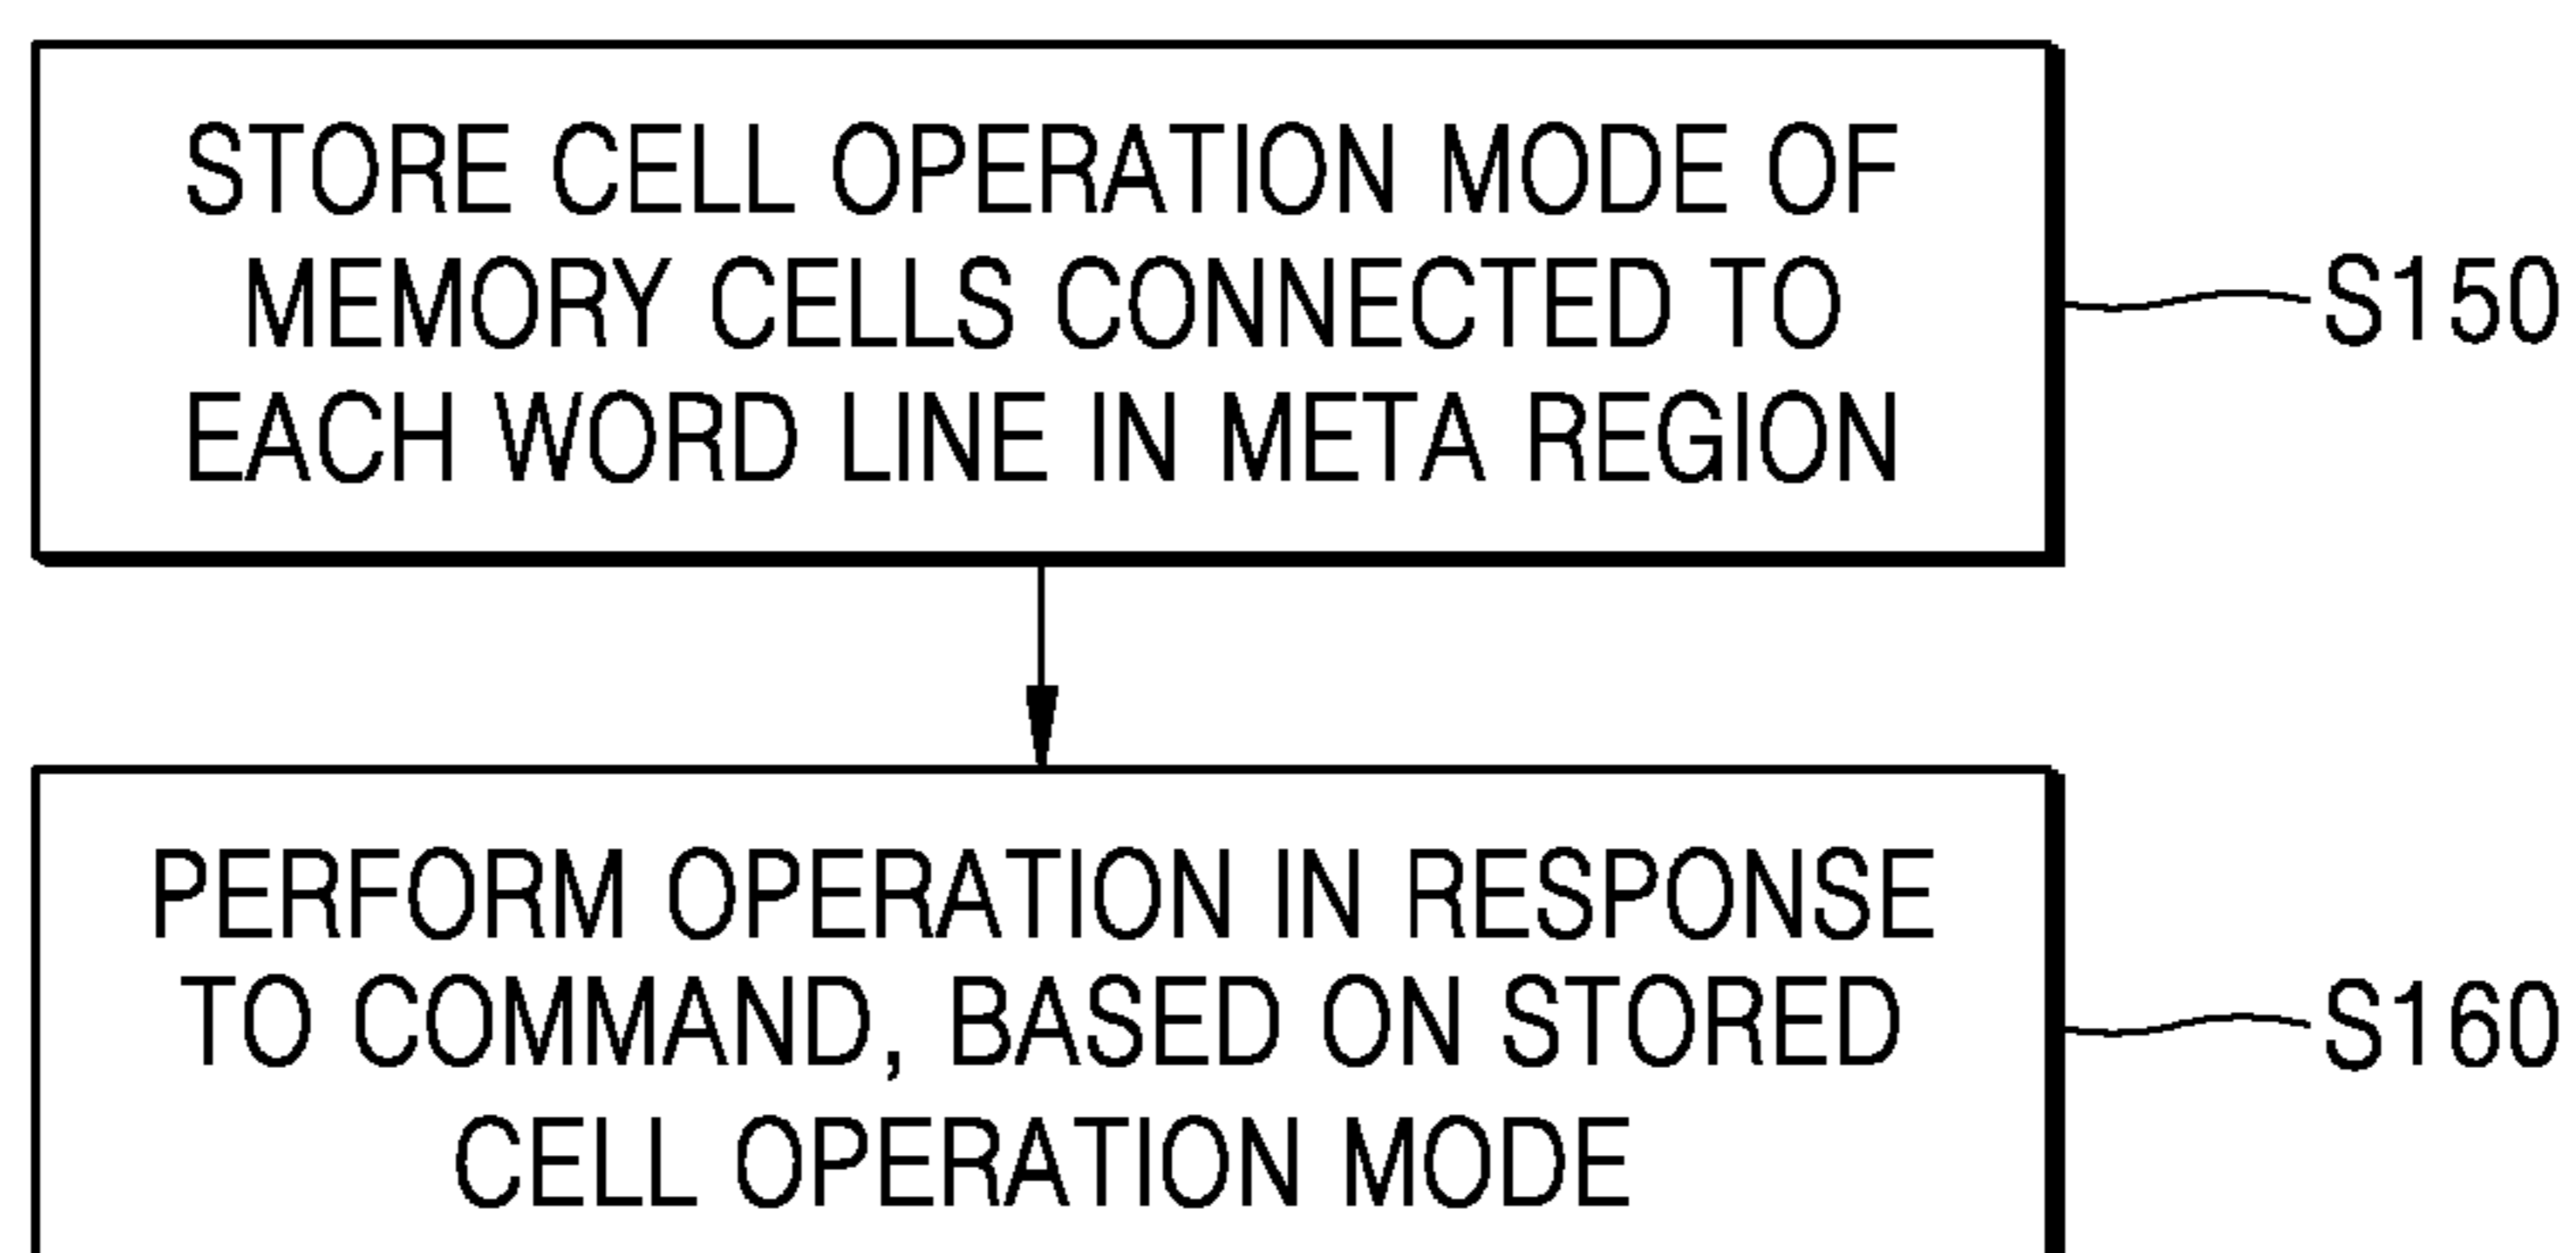 STORE CELL OPERATION MODE OF
MEMORY CELLS CONNECTED TO
EACH WORD LINE IN META REGION
S150
PERFORM OPERATION IN RESPONSE
TO COMMAND, BASED ON STORED
CELL OPERATION MODE
S160